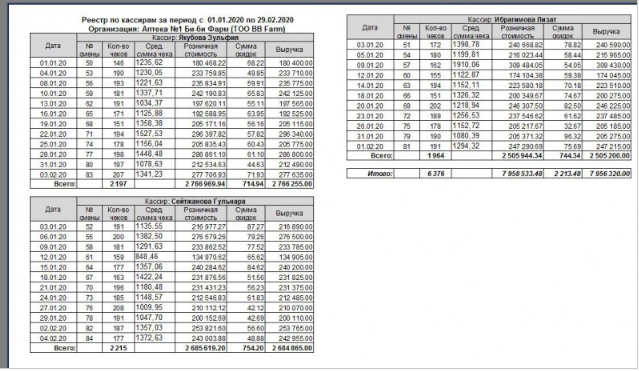 Реестр по кассирам за период с 01.01.2020 по 29.02.2020
Организация: Аптека №1 Би-би Фарм (ТОО BB Farm)
Дата Кассир: Якубова Зульфия
№ смены Кол-во чеков Сред. сумма чека Розничная стоимость Сумма скидок Выручка
01.01.20 50 146 1235,62 180 468.22 68.22 180 400.00
04.01.20 53 190 1230,05 233 759.85 49.85 233 710.00
08.01.20 56 193 1221,63 235 834.91 59.91 235 775.00
10.01.20 59 181 1337,71 242 190.83 65.83 242 125.00
13.01.20 62 191 1034,37 197 620.11 55.11 197 565.00
16.01.20 65 171 1125,88 192 588.95 63.95 192 525.00
19.01.20 68 151 1358,38 205 171.16 56.16 205 115.00
22.01.20 71 194 1527,53 296 397.82 57.82 296 340.00
25.01.20 74 178 1156,04 205 835.43 60.43 205 775.00
28.01.20 77 198 1448,48 286 861.10 61.10 286 800.00
31.01.20 80 197 1078,63 212 534.63 44.63 212 490.00
03.02.20 83 207 1341,23 277 706.93 71.93 277 635.00
Всего: 2 197 2 766 969.94 714.94 2 766 255.00
Дата Кассир: Сейтжанова Гульнара
№ смены Кол-во чеков Сред. сумма чека Розничная стоимость Сумма скидок Выручка
03.01.20 52 191 1135,55 216 977.27 87.27 216 890.00
06.01.20 55 200 1382,50 276 579.26 79.26 276 500.00
09.01.20 58 181 1291,63 233 862.52 77.52 233 785.00
12.01.20 61 159 848,46 134 970.62 65.62 134 905.00
15.01.20 64 177 1357,06 240 284.62 84.62 240 200.00
18.01.20 67 163 1422,24 231 876.56 51.56 231 825.00
21.01.20 70 196 1180,48 231 431.23 56.23 231 375.00
24.01.20 73 185 1148,57 212 546.83 61.83 212 485.00
27.01.20 76 208 1009,95 210 112.12 42.12 210 070.00
29.01.20 78 191 1047,70 200 152.69 42.69 200 110.00
02.02.20 82 187 1357,03 253 821.60 56.60 253 765.00
04.02.20 84 177 1372,63 243 003.88 48.88 242 955.00
Всего: 2 215 2 685 619.20 754.20 2 684 865.00
Дата Кассир: Ибрагимова Лизат
№ смены Кол-во чеков Сред. сумма чека Розничная стоимость Сумма скидок Выручка
03.01.20 51 172 1398,78 240 668.82 78.82 240 590.00
05.01.20 54 180 1199,81 216 023.44 58.44 215 965.00
09.01.20 57 162 1910,06 309 484.05 54.05 309 430.00
11.01.20 60 155 1122,87 174 104.38 59.38 174 045.00
14.01.20 63 194 1152,11 223 580.18 70.18 223 510.00
18.01.20 66 151 1326,32 200 349.67 74.67 200 275.00
20.01.20 69 202 1218,94 246 307.50 82.50 246 225.00
23.01.20 72 189 1256,53 237 546.62 61.62 237 485.00
26.01.20 75 178 1152,72 205 217.67 32.67 205 185.00
31.01.20 79 190 1080,39 205 371.32 96.32 205 275.00
01.02.20 81 191 1294,32 247 290.69 75.69 247 215.00
Всего: 1 964 2 505 944.34 744.34 2 505 200.00
Итого: 6 376 7 958 533.48 2 213.48 7 956 320.00